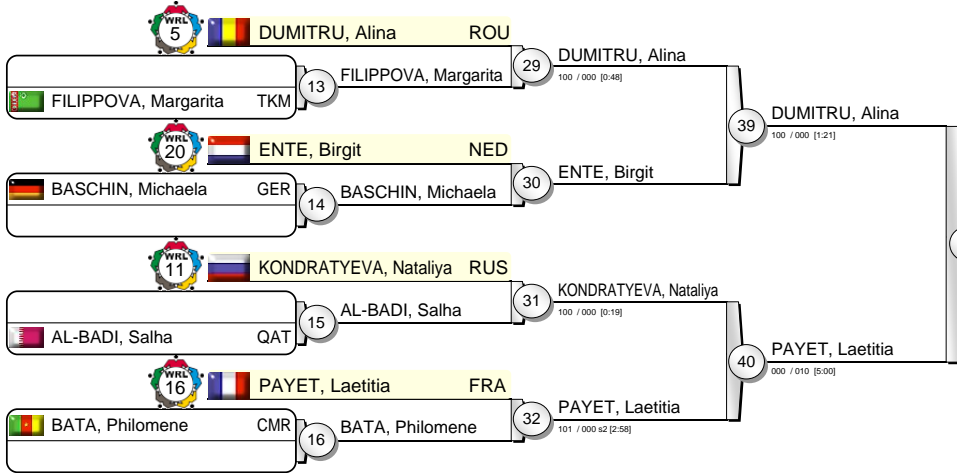 WRL
5
DUMITRU, Alina ROU
FILIPPOVA, Margarita TKM
13
FILIPPOVA, Margarita
29
DUMITRU, Alina
100 / 000 [0:48]
WRL
20
ENTE, Birgit NED
BASCHIN, Michaela GER
14
BASCHIN, Michaela
30
ENTE, Birgit
39
DUMITRU, Alina
100 / 000 [1:21]
WRL
11
KONDRATYEVA, Nataliya RUS
AL-BADI, Salha QAT
15
AL-BADI, Salha
31
KONDRATYEVA, Nataliya
100 / 000 [0:19]
WRL
16
PAYET, Laetitia FRA
BATA, Philomene CMR
16
BATA, Philomene
32
PAYET, Laetitia
101 / 000 s2 [2:58]
40
PAYET, Laetitia
000 / 010 [5:00]